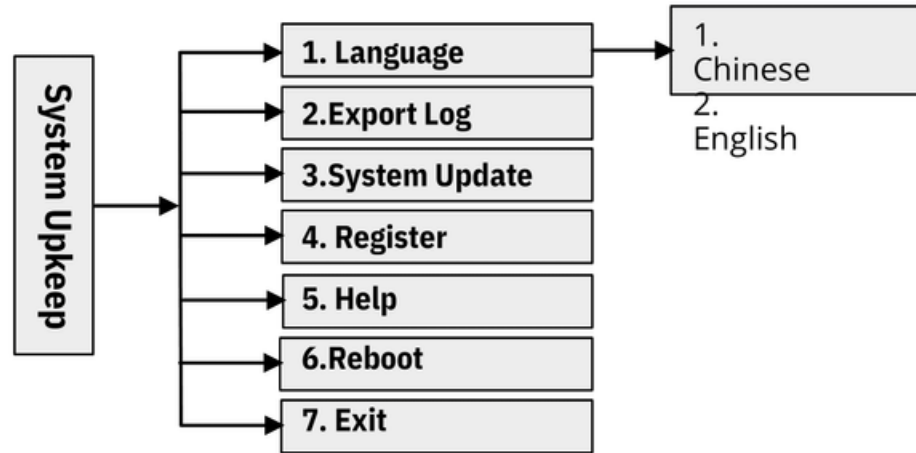 System Upkeep
1. Language
2.Export Log
3.System Update
4. Register
5. Help
6.Reboot
7. Exit
1.
Chinese
2.
English